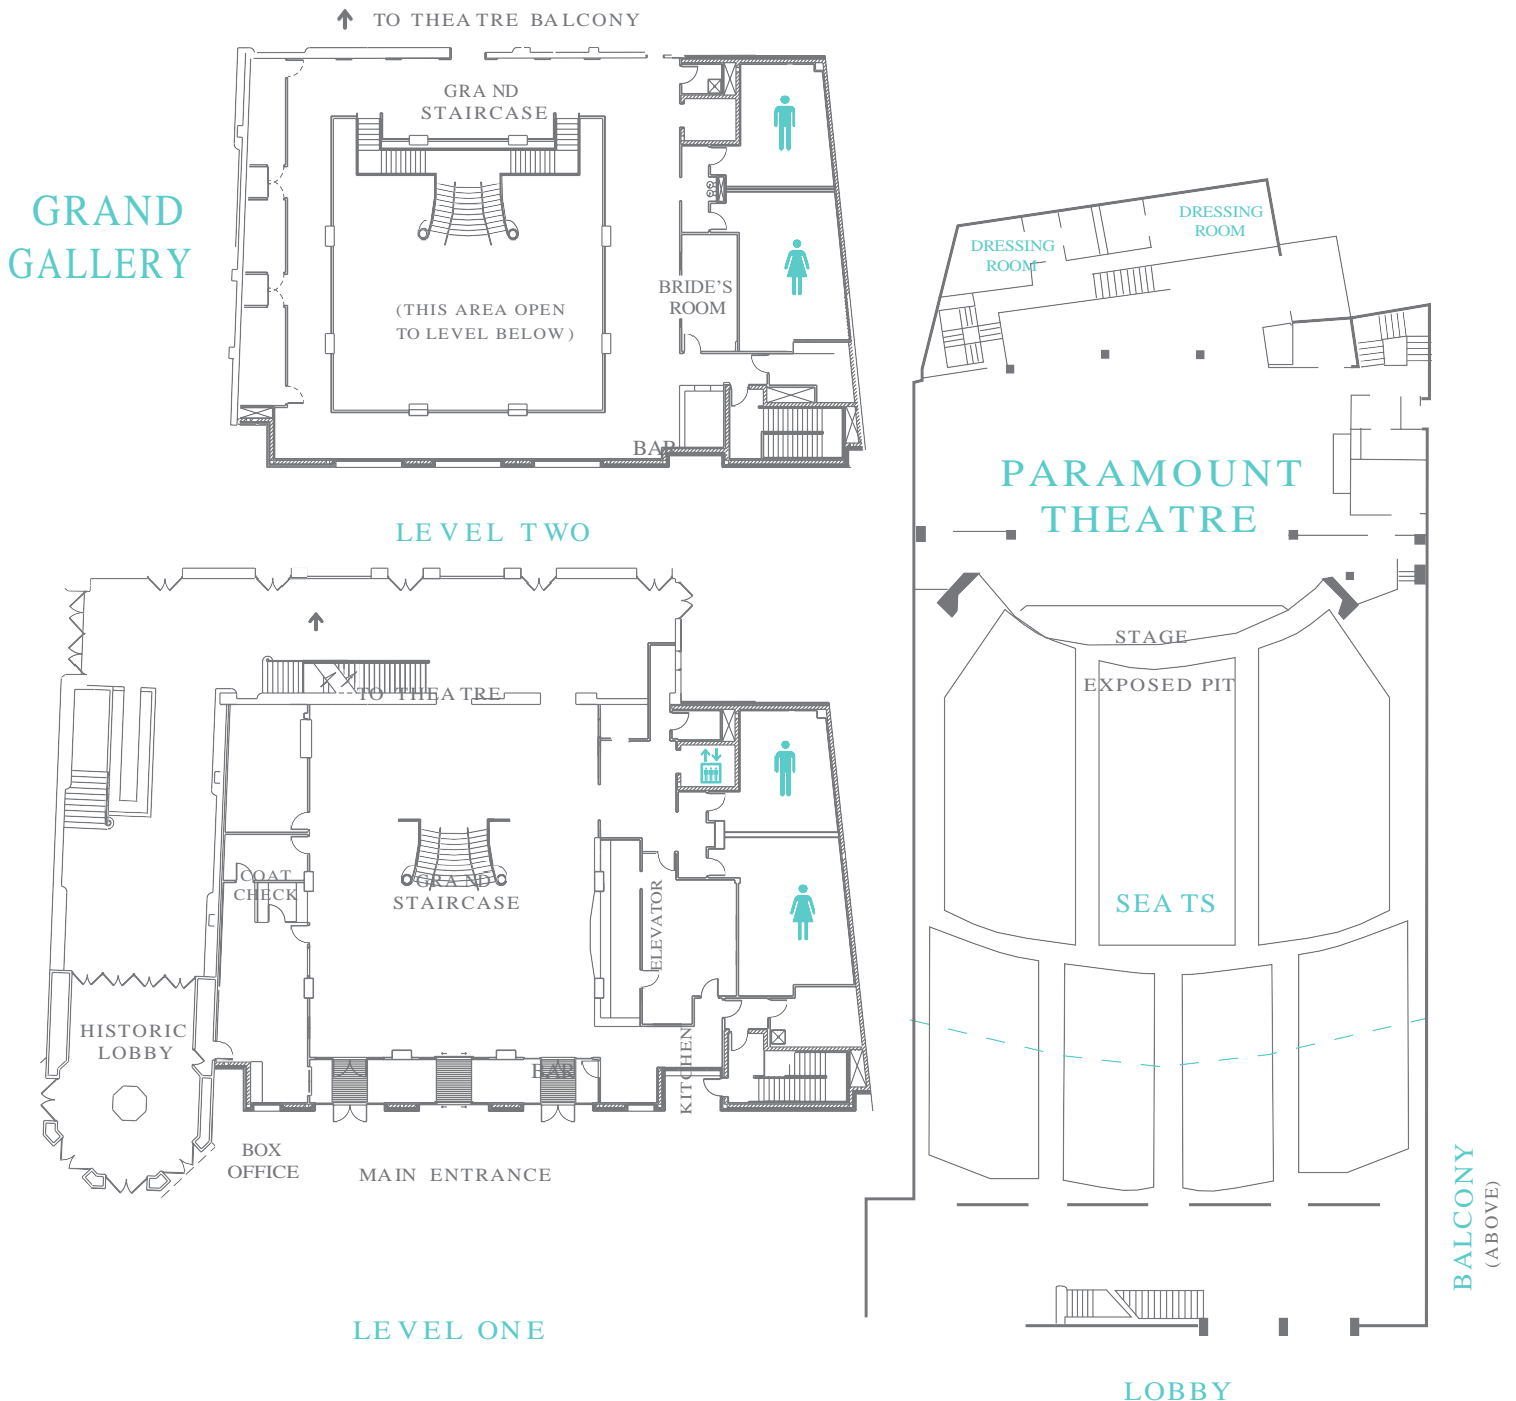 TO THEATRE BALCONY
GRAND
STAIRCASE
GRAND
GALLERY
(THIS AREA OPEN
TO LEVEL BELOW)
BRIDE'S
ROOM
BAR
LEVEL TWO
TO THEATRE
COAT
CHECK
GRAND
STAIRCASE
ELEVATOR
HISTORIC
LOBBY
BAR
KITCHEN
BOX
OFFICE
MAIN ENTRANCE
LEVEL ONE
DRESSING
ROOM
DRESSING
ROOM
PARAMOUNT
THEATRE
STAGE
EXPOSED PIT
SEATS
BALCONY
(ABOVE)
LOBBY